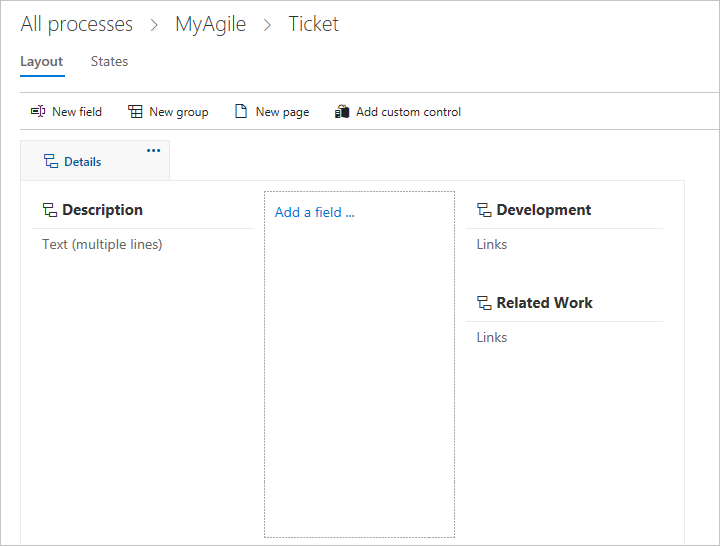 All processes > MyAgile > Ticket
Layout States
New field New group New page Add custom control
Details ...
Description
Text (multiple lines)
Add a field ...
Development
Links
Related Work
Links